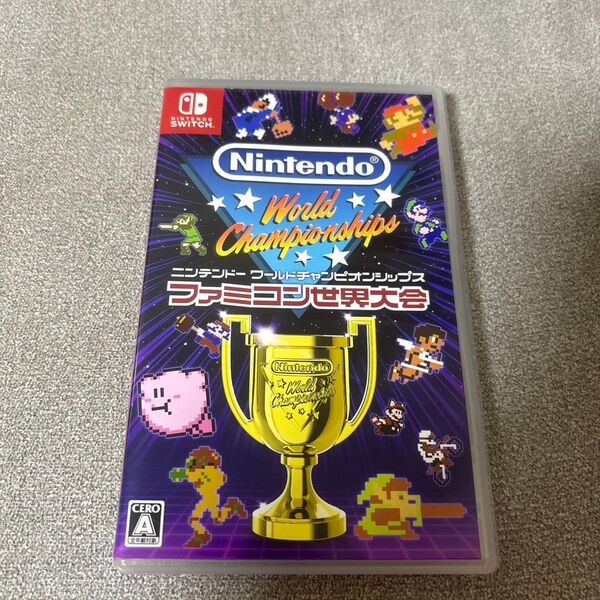 NINTENDO
SWITCH
Nintendo®
World
Championships
ニンテンドー ワールドチャンピオンシップス
ファミコン世界大会
Nintendo
World
Championships
CERO
A
全年齢対象